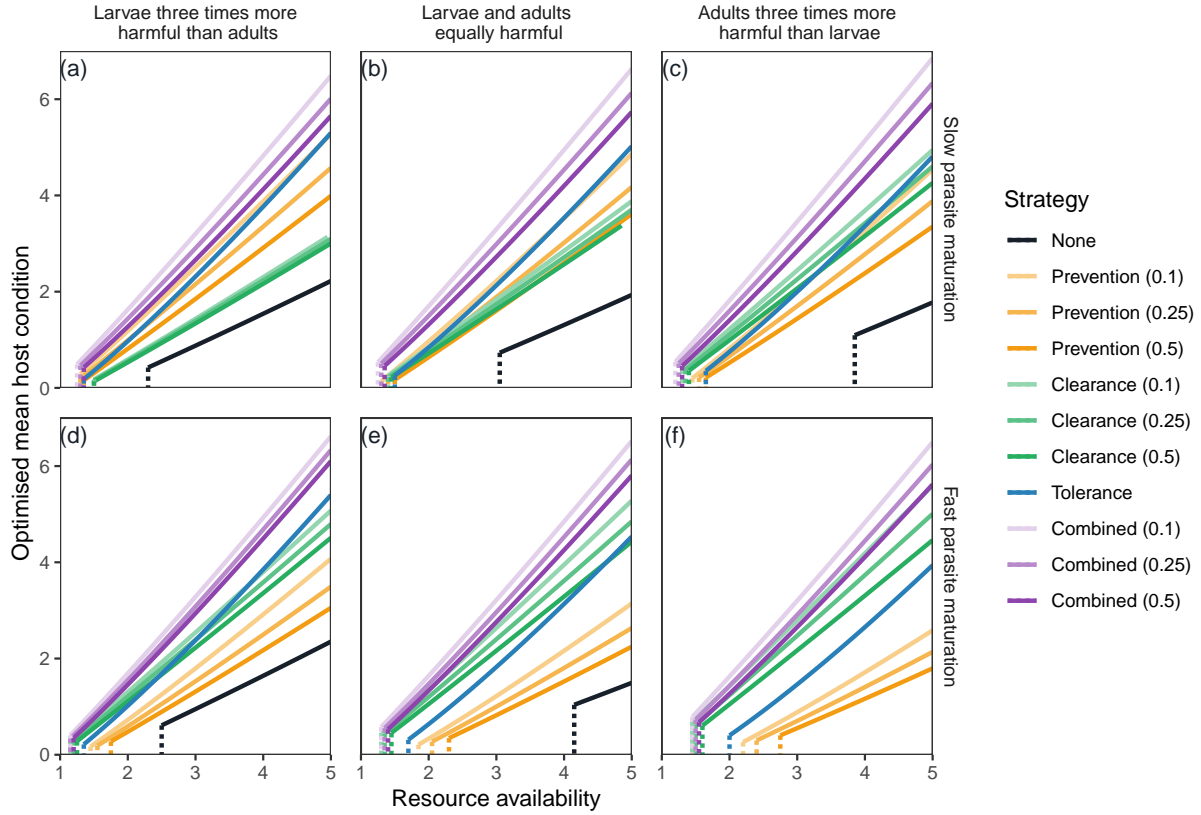 Larvae three times more
harmful than adults
Larvae and adults
equally harmful
Adults three times more
harmful than larvae
(a)
(b)
(c)
6
4
2
0
Slow parasite maturation
Optimised mean host condition
(d)
(e)
(f)
6
4
2
0
Fast parasite maturation
1 2 3 4 5
1 2 3 4 5
1 2 3 4 5
Resource availability
Strategy
None
Prevention (0.1)
Prevention (0.25)
Prevention (0.5)
Clearance (0.1)
Clearance (0.25)
Clearance (0.5)
Tolerance
Combined (0.1)
Combined (0.25)
Combined (0.5)